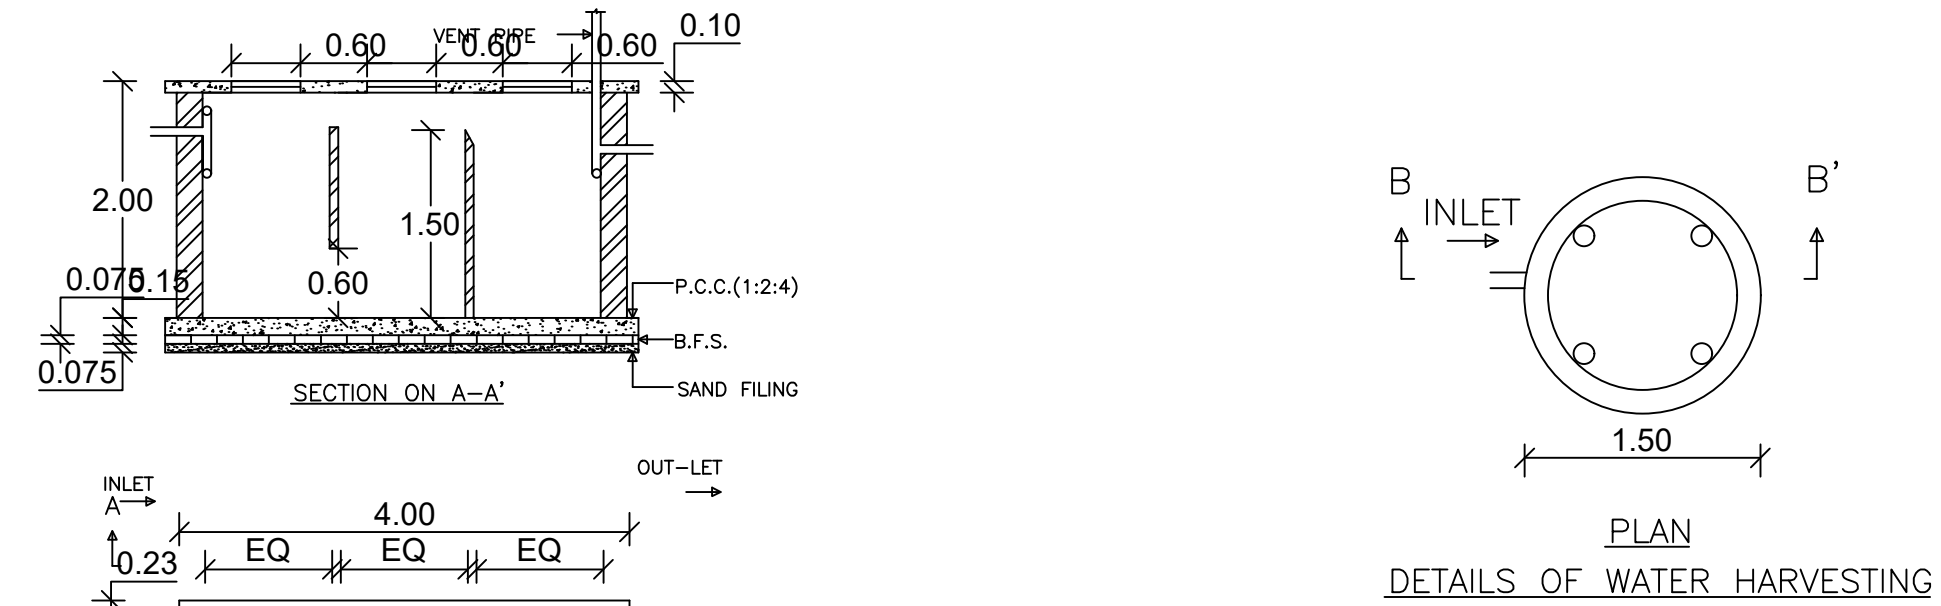 VENT PIPE
0.60
0.60
0.60
0.10
2.00
1.50
0.60
0.075
0.15
0.075
P.C.C.(1:2:4)
B.F.S.
SAND FILING
SECTION ON A-A'
INLET
A
OUT-LET
4.00
EQ
EQ
EQ
0.23
B
B'
INLET
1.50
PLAN
DETAILS OF WATER HARVESTING